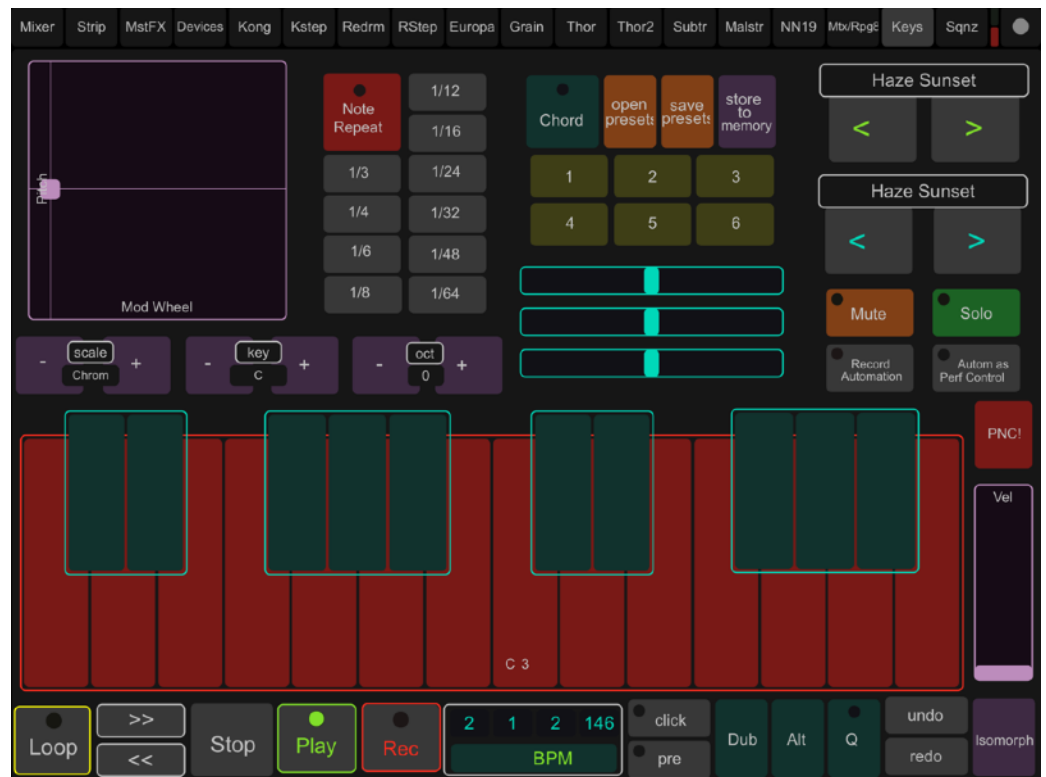 Mixer Strip MstFX Devices Kong Kstep Redrm RStep Europa Grain Thor Thor2 Subtr Malstr NN19 Keys Sqnz
Pitch
Mod Wheel
Note
Repeat
1/3
1/4
1/6
1/8
1/12
1/16
1/24
1/32
1/48
1/64
Chord
open
presets
save
presets
store
to
memory
1 2 3
4 5 6
Haze Sunset
< >
Haze Sunset
< >
Mute Solo
Record
Automation
Autom as
Perf Control
- scale +
Chrom
- key +
C
- oct +
0
PNC!
Vel
C 3
Loop
>>
<<
Stop
Play
Rec
2 1 2 146
BPM
click
pre
Dub
Alt
Q
undo
redo
Isomorph